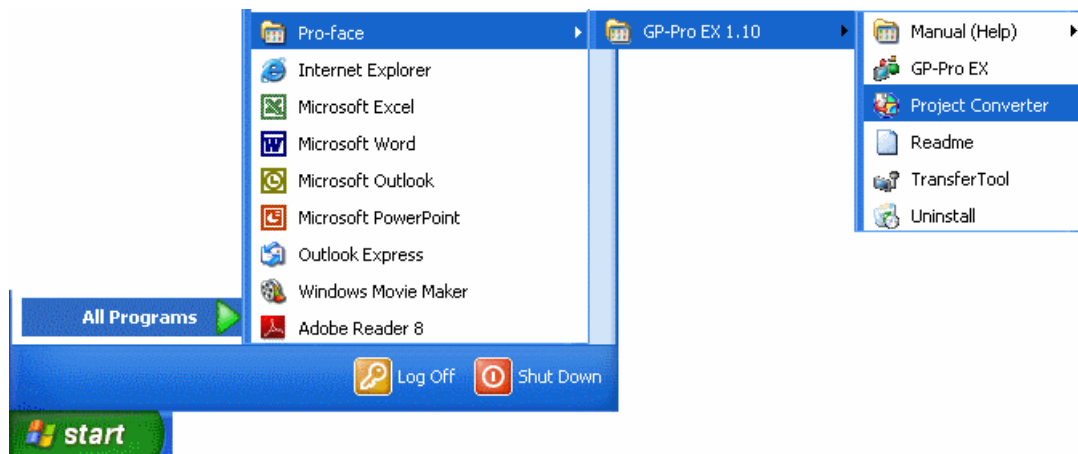 Pro-face
Internet Explorer
Microsoft Excel
Microsoft Word
Microsoft Outlook
Microsoft PowerPoint
Outlook Express
Windows Movie Maker
Adobe Reader 8
GP-Pro EX 1.10
Manual (Help)
GP-Pro EX
Project Converter
Readme
TransferTool
Uninstall
All Programs
Log Off
Shut Down
start